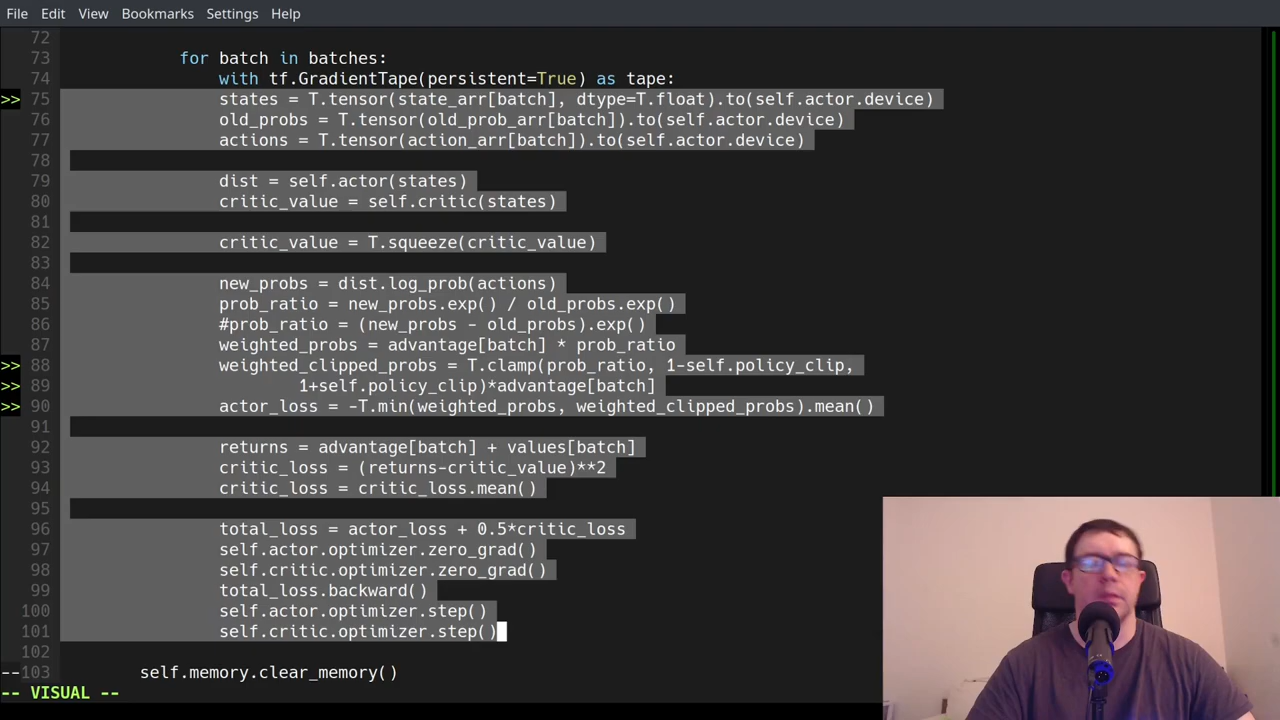 File Edit View Bookmarks Settings Help
72
73 for batch in batches:
74 with tf.GradientTape(persistent=True) as tape:
>> 75 states = T.tensor(state_arr[batch], dtype=T.float).to(self.actor.device)
76 old_probs = T.tensor(old_prob_arr[batch]).to(self.actor.device)
77 actions = T.tensor(action_arr[batch]).to(self.actor.device)
78
79 dist = self.actor(states)
80 critic_value = self.critic(states)
81
82 critic_value = T.squeeze(critic_value)
83
84 new_probs = dist.log_prob(actions)
85 prob_ratio = new_probs.exp() / old_probs.exp()
86 #prob_ratio = (new_probs - old_probs).exp()
87 weighted_probs = advantage[batch] * prob_ratio
>> 88 weighted_clipped_probs = T.clamp(prob_ratio, 1-self.policy_clip,
>> 89 1+self.policy_clip)*advantage[batch]
>> 90 actor_loss = -T.min(weighted_probs, weighted_clipped_probs).mean()
91
92 returns = advantage[batch] + values[batch]
93 critic_loss = (returns-critic_value)**2
94 critic_loss = critic_loss.mean()
95
96 total_loss = actor_loss + 0.5*critic_loss
97 self.actor.optimizer.zero_grad()
98 self.critic.optimizer.zero_grad()
99 total_loss.backward()
100 self.actor.optimizer.step()
101 self.critic.optimizer.step()
102
--103 self.memory.clear_memory()
-- VISUAL --